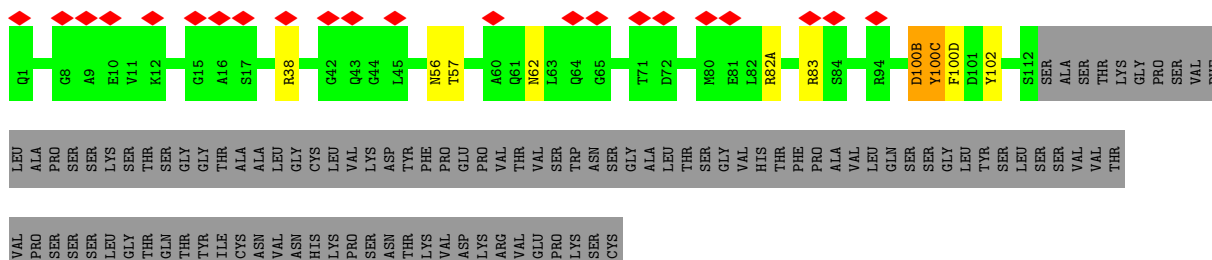 Q1 G8 A9 E10 V11 K12 G15 A16 S17 R38 G42 Q43 G44 L45 N56 T57 A60 Q61 N62 L63 Q64 G65 T71 D72 M80 E81 L82 R82A R83 S84 R94 D100B Y100C F100D D101 Y102 S112 SER ALA SER THR LYS GLY PRO SER VAL PHE
LEU ALA PRO SER SER LYS SER THR SER GLY GLY THR ALA ALA LEU GLY CYS LEU VAL LYS ASP TYR PHE PRO GLU PRO VAL THR VAL SER TRP ASN SER GLY ALA LEU THR SER GLY VAL HIS THR PHE PRO ALA VAL LEU GLN SER SER GLY LEU TYR SER LEU SER SER VAL VAL THR
VAL PRO SER SER SER LEU GLY THR GLN THR TYR ILE CYS ASN VAL ASN HIS LYS PRO SER ASN THR LYS VAL ASP LYS ARG VAL GLU PRO LYS SER CYS